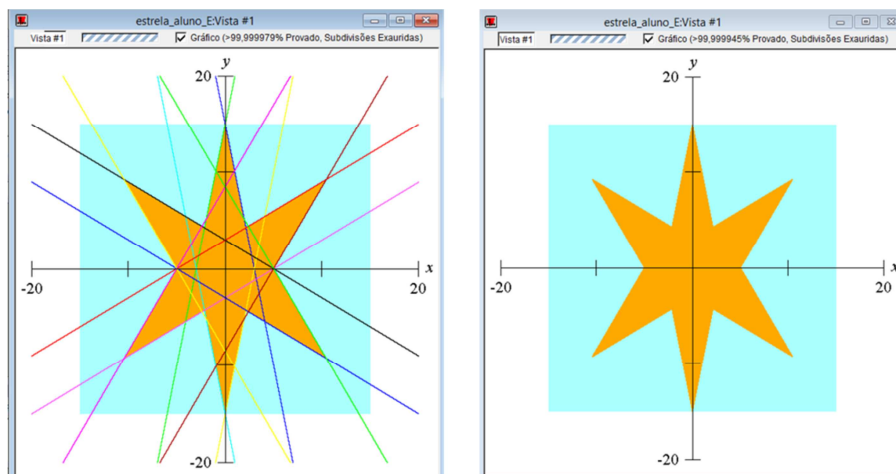 estrela_aluno_E:Vista #1
Vista #1
Gráfico (>99,999979% Provado, Subdivisões Exauridas)
y
20
x
-20
20
-20
estrela_aluno_E:Vista #1
Vista #1
Gráfico (>99,999945% Provado, Subdivisões Exauridas)
y
20
x
-20
20
-20